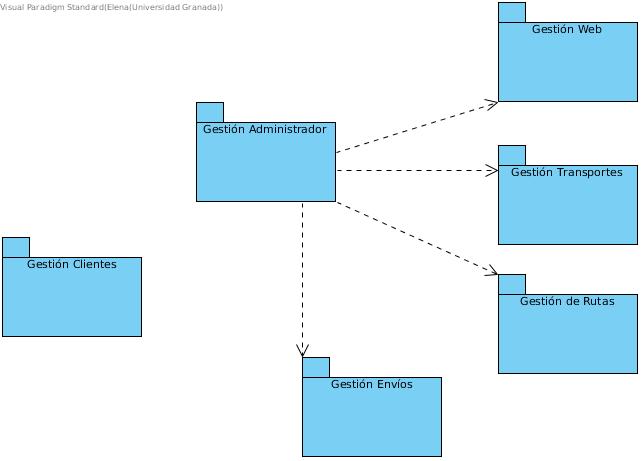 Visual Paradigm Standard(Elena(Universidad Granada))
Gestión Web
Gestión Administrador
Gestión Transportes
Gestión Clientes
Gestión de Rutas
Gestión Envíos